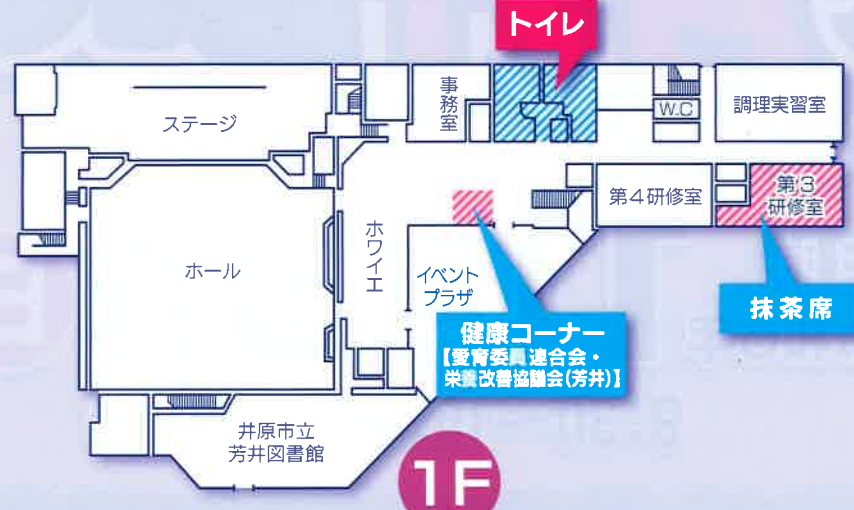 トイレ
事務室
ステージ
W.C
調理実習室
第4研修室
第3
研修室
ホワイエ
ホール
イベント
プラザ
抹茶席
健康コーナー
【愛育委員連合会・
栄養改善協議会(芳井)】
井原市立
芳井図書館
1F